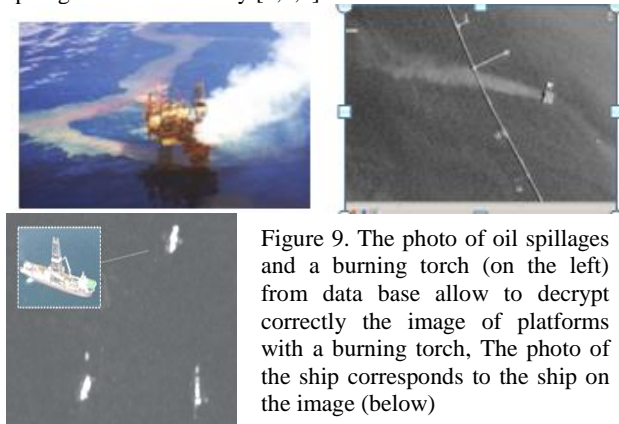 Figure 9. The photo of oil spillages
and a burning torch (on the left)
from data base allow to decrypt
correctly the image of platforms
with a burning torch, The photo of
the ship corresponds to the ship on
the image (below)